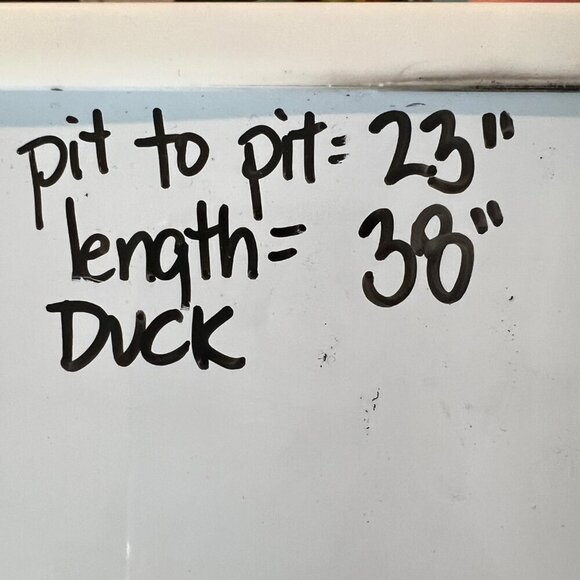 pit to pit= 23"
length= 38"
DUCK